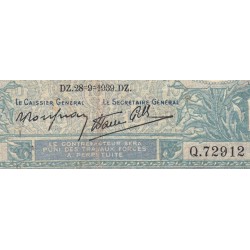 DZ.28=9=1939.DZ.
LE CAISSIER GÉNÉRAL LE SECRÉTAIRE GÉNÉRAL
LE CONTREFACTEUR SERA
PUNI DES TRAVAUX FORCÉS
A PERPÉTUITÉ
Q.72912